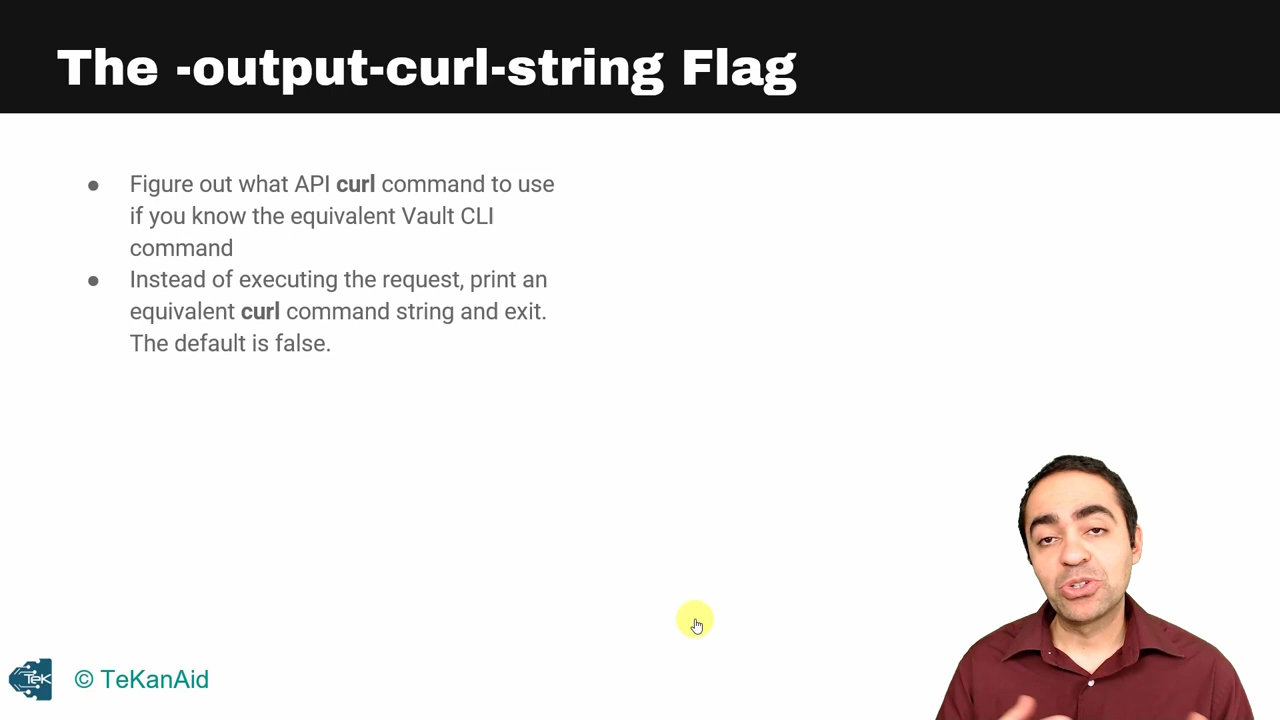 The -output-curl-string Flag
● Figure out what API curl command to use
if you know the equivalent Vault CLI
command
● Instead of executing the request, print an
equivalent curl command string and exit.
The default is false.
TeK © TeKanAid